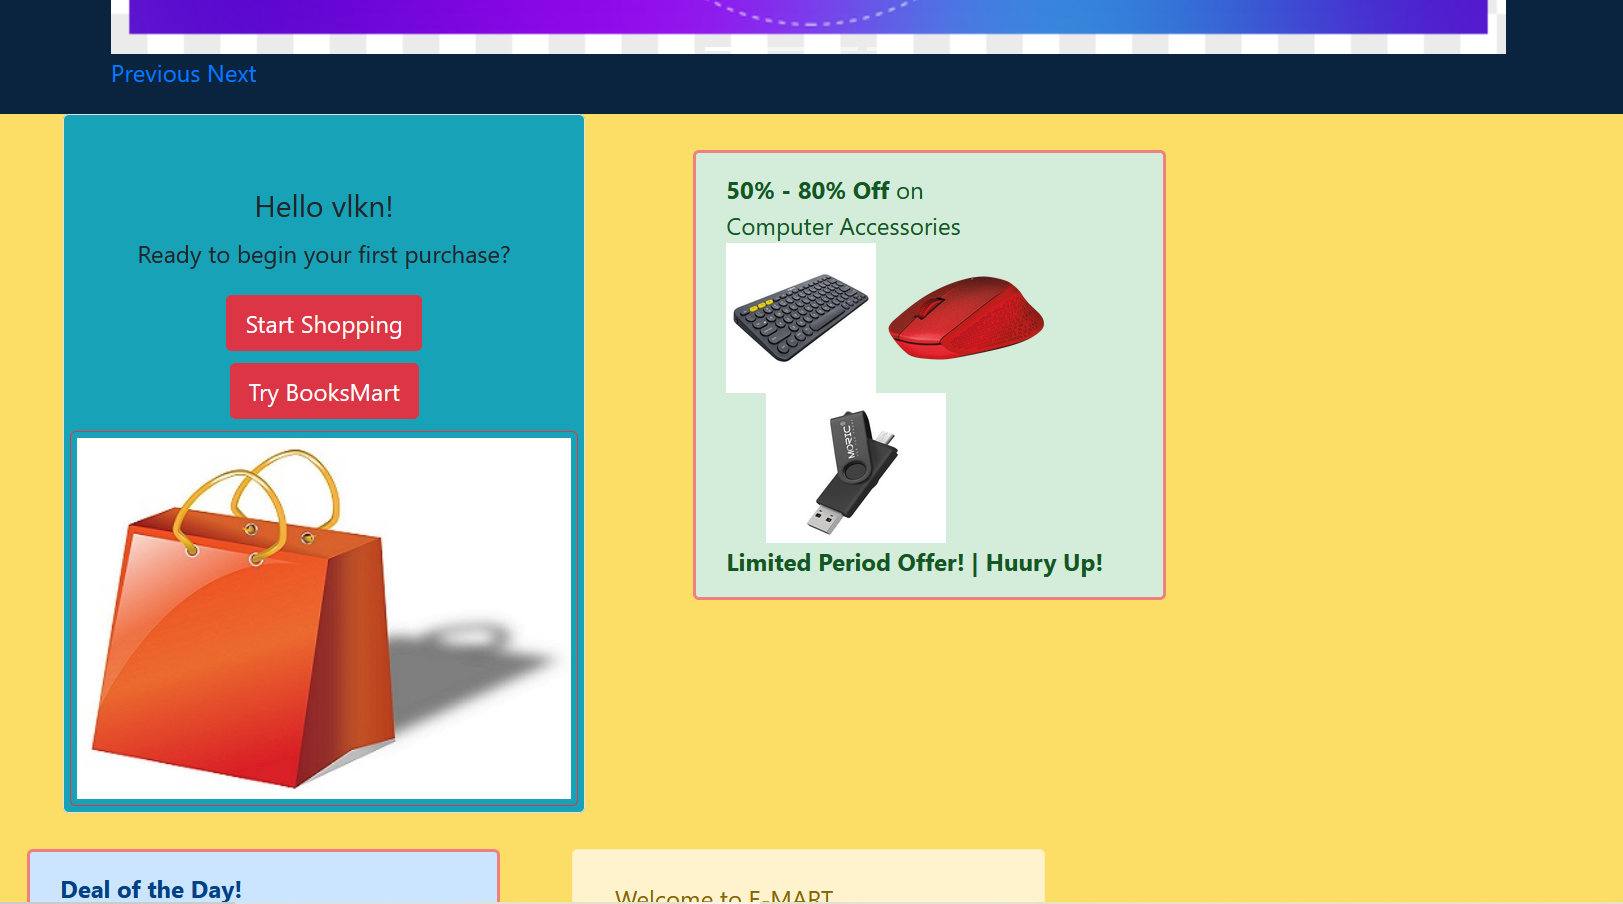 Previous Next
Hello vlkn!
Ready to begin your first purchase?
Start Shopping
Try BooksMart
50% - 80% Off on
Computer Accessories
MORIC
Limited Period Offer! | Huury Up!
Deal of the Day!
Welcome to E-MART